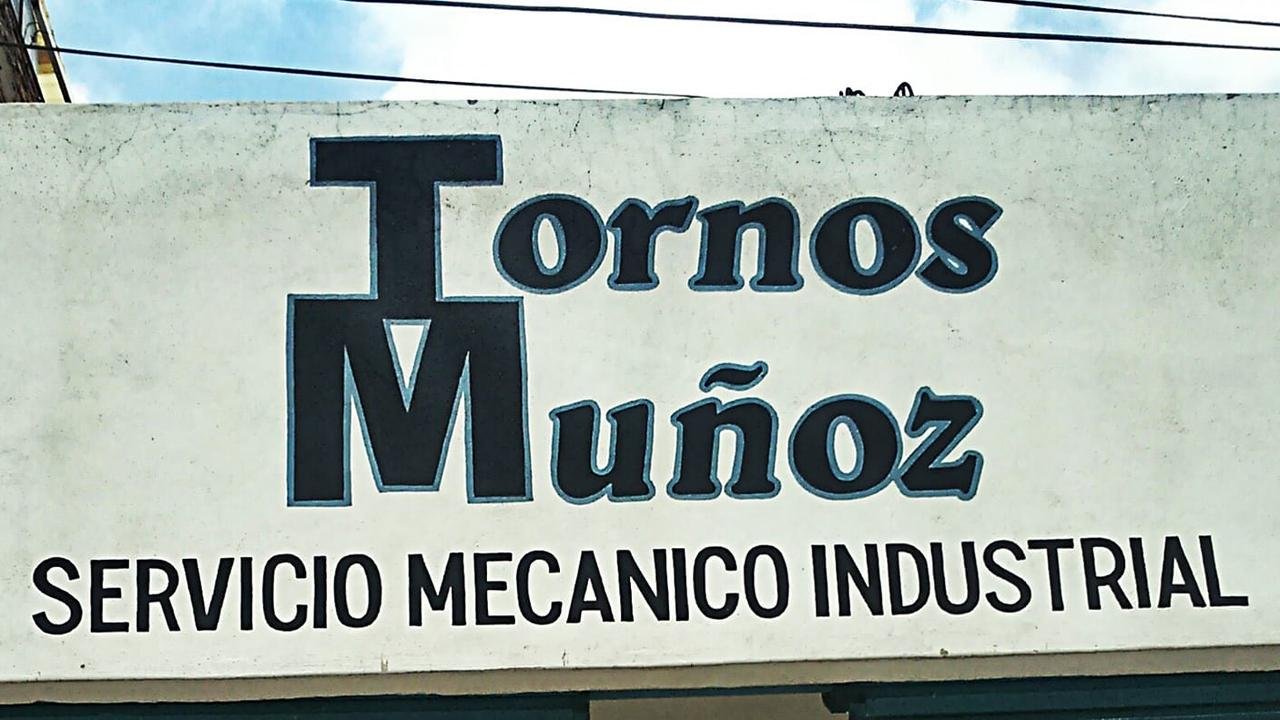 Tornos
Muñoz
SERVICIO MECANICO INDUSTRIAL